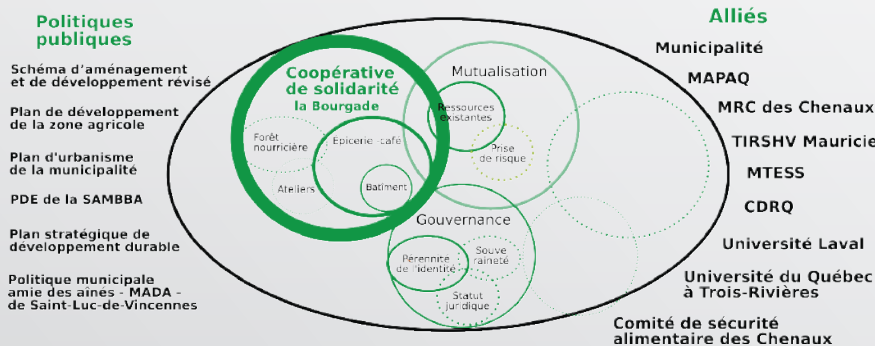 Politiques
publiques
Schéma d'aménagement
et de développement révisé
Plan de développement
de la zone agricole
Plan d'urbanisme
de la municipalité
PDE de la SAMBBA
Plan stratégique de
développement durable
Politique municipale
amie des aînés - MADA -
de Saint-Luc-de-Vincennes
Coopérative
de solidarité
la Bourgade
Forêt
nourricière
Épicerie -café
Ateliers
Batiment
Mutualisation
Ressources
existantes
Prise
de risque
Gouvernance
Pérennité
de l'identité
Souve
raineté
Statut
juridique
Alliés
Municipalité
MAPAQ
MRC des Chenaux
TIRSHV Mauricie
MTESS
CDRQ
Université Laval
Université du Québec
à Trois-Rivières
Comité de sécurité
alimentaire des Chenaux